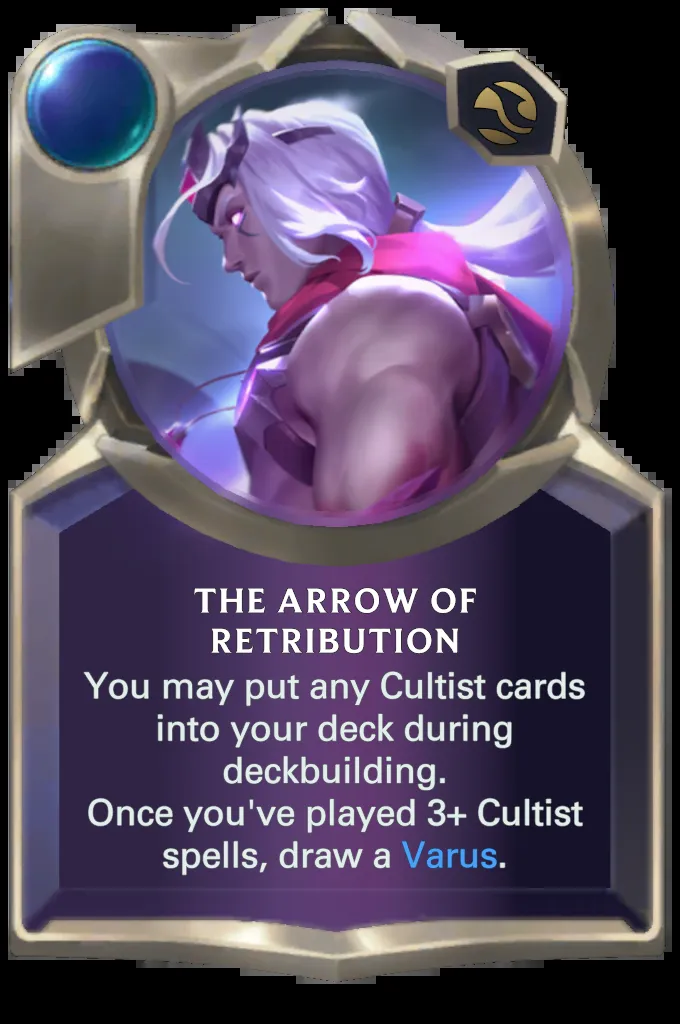 THE ARROW OF
RETRIBUTION
You may put any Cultist cards
into your deck during
deckbuilding.
Once you've played 3+ Cultist
spells, draw a Varus.